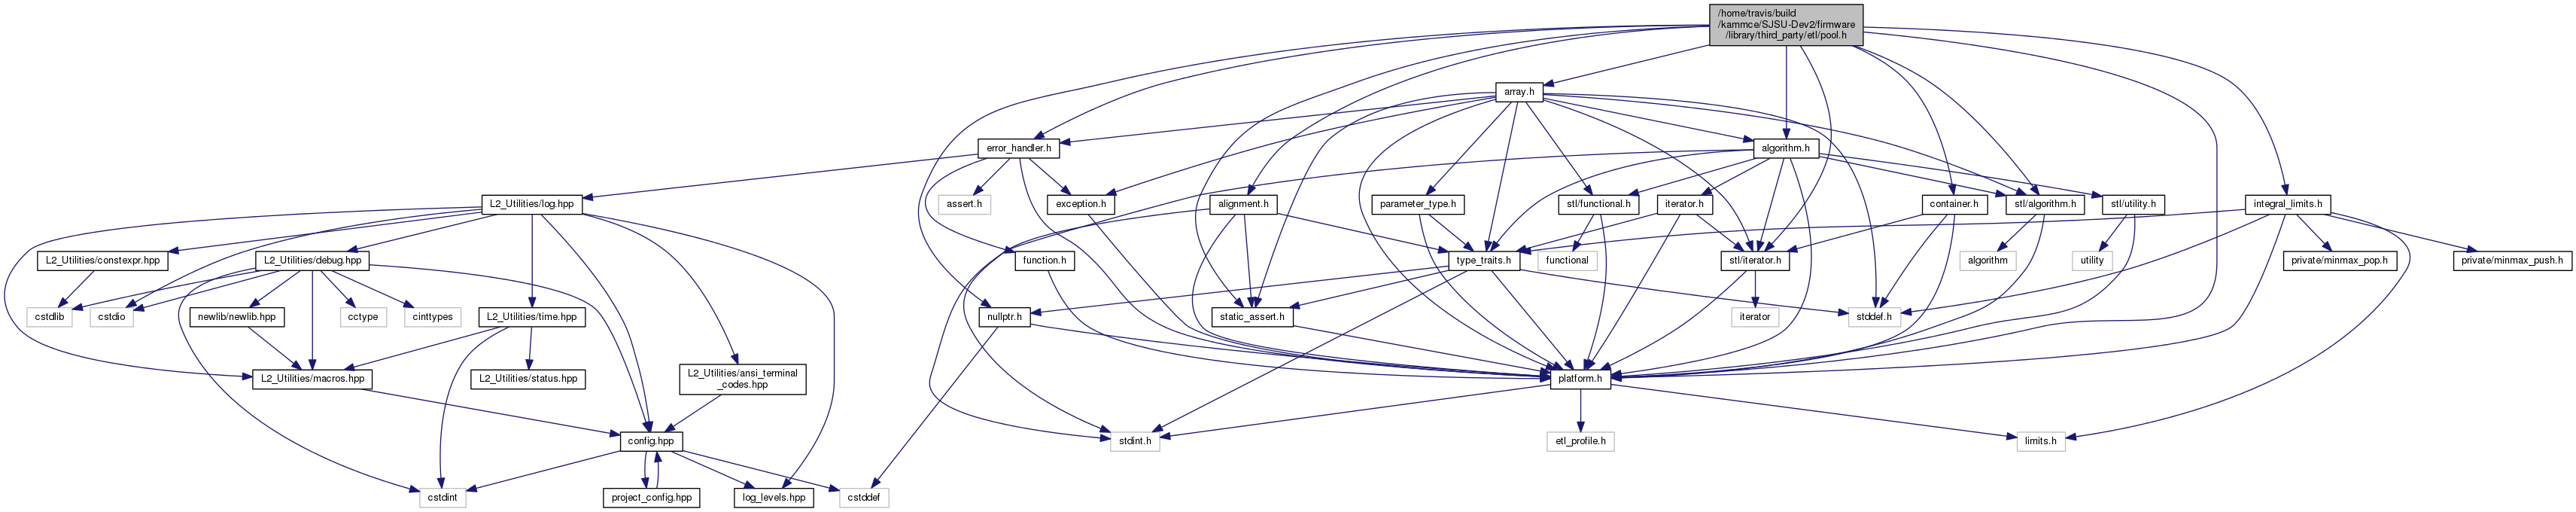 /home/travis/build
/kammce/SJSU-Dev2/firmware
/library/third_party/etl/pool.h
array.h
error_handler.h
algorithm.h
L2_Utilities/log.hpp
assert.h
exception.h
alignment.h
parameter_type.h
stl/functional.h
iterator.h
container.h
stl/algorithm.h
stl/utility.h
integral_limits.h
L2_Utilities/constexpr.hpp
L2_Utilities/debug.hpp
function.h
type_traits.h
functional
stl/iterator.h
algorithm
utility
private/minmax_pop.h
private/minmax_push.h
cstdlib
cstdio
newlib/newlib.hpp
cctype
cinttypes
L2_Utilities/time.hpp
nullptr.h
static_assert.h
iterator
stddef.h
L2_Utilities/macros.hpp
L2_Utilities/status.hpp
L2_Utilities/ansi_terminal
_codes.hpp
platform.h
config.hpp
stdint.h
etl_profile.h
limits.h
cstdint
project_config.hpp
log_levels.hpp
cstddef